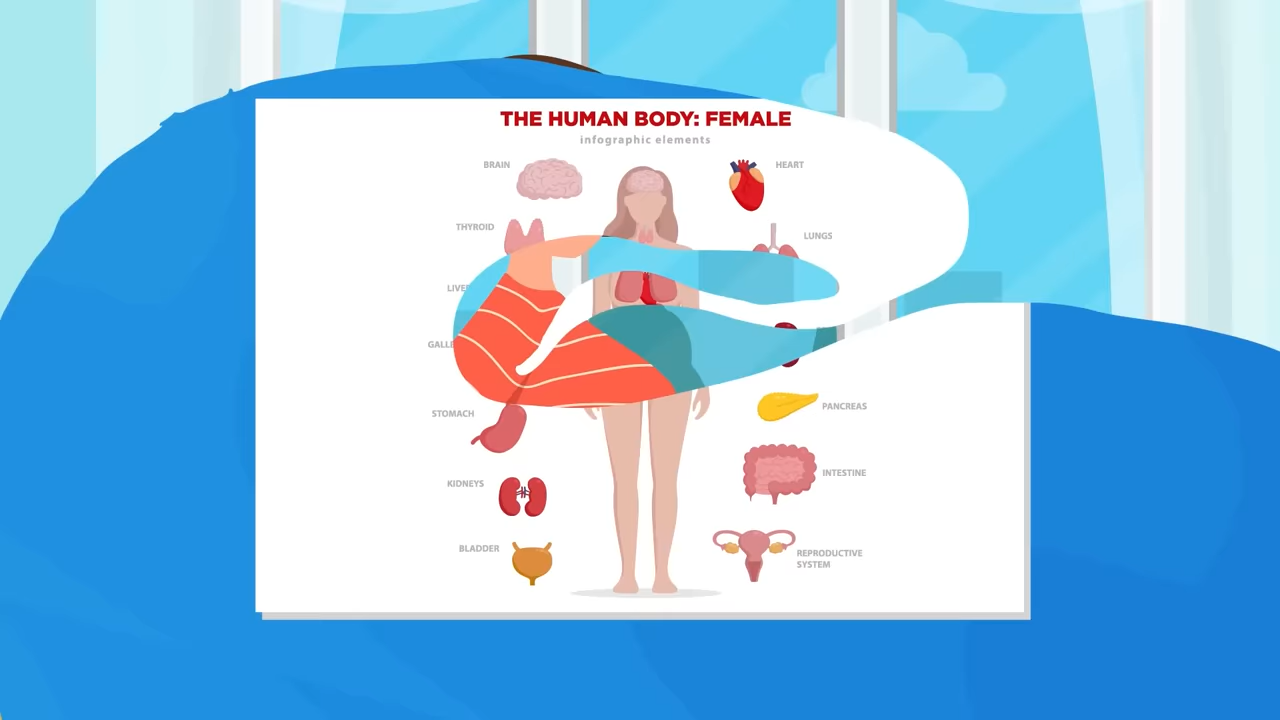 THE HUMAN BODY: FEMALE
infographic elements
BRAIN
HEART
THYROID
LUNGS
STOMACH
PANCREAS
KIDNEYS
INTESTINE
BLADDER
REPRODUCTIVE
SYSTEM